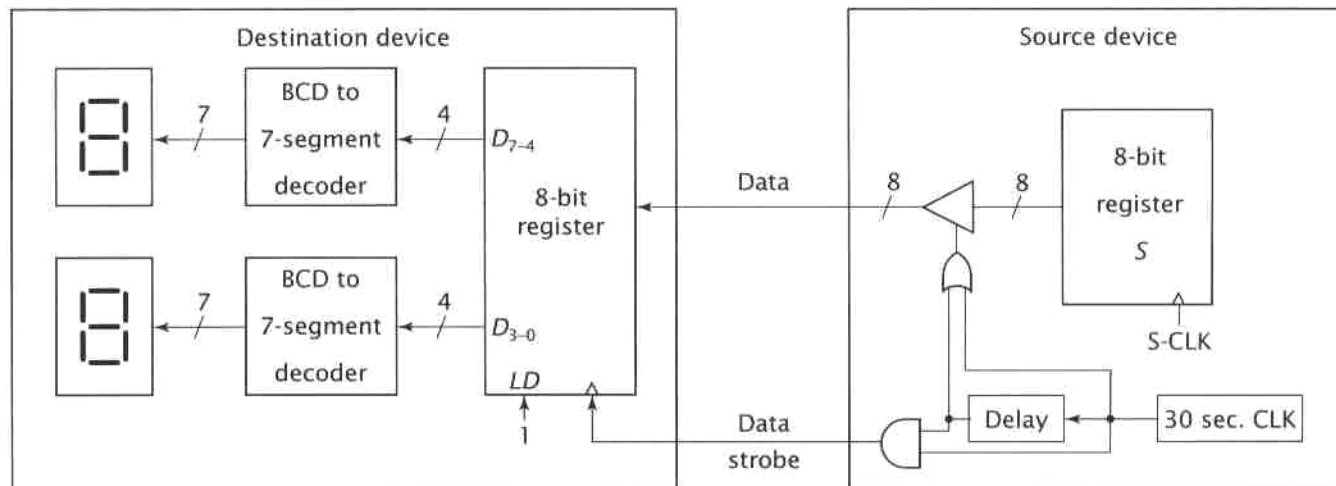 Destination device
Source device
BCD to
7-segment
decoder
7
4
D7–4
8-bit
register
Data
8
8
8-bit
register
S
S-CLK
BCD to
7-segment
decoder
7
4
D3–0
LD
1
Data
strobe
Delay
30 sec. CLK